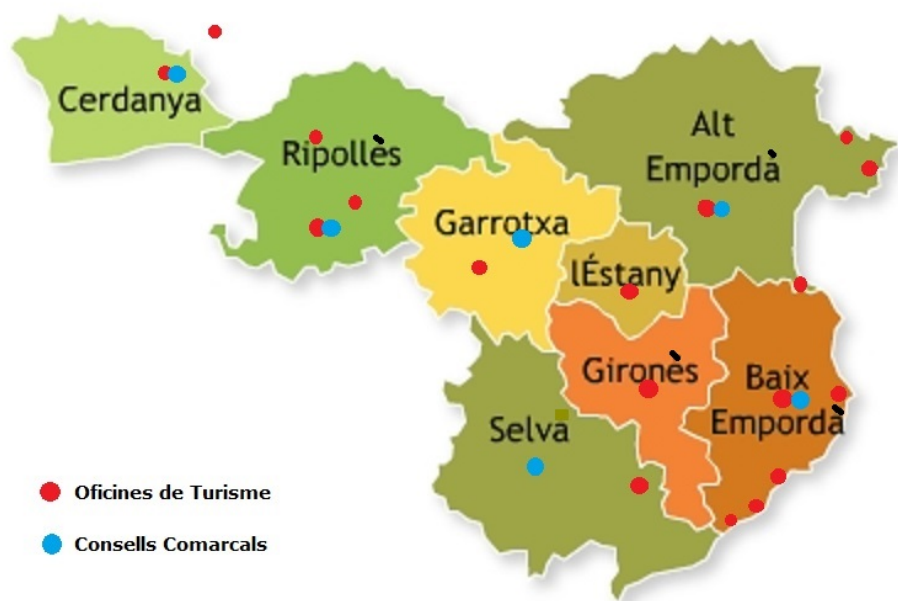 Cerdanya
Ripollès
Alt
Empordà
Garrotxa
lÉstany
Gironès
Baix
Empordà
Selva
Oficines de Turisme
Consells Comarcals